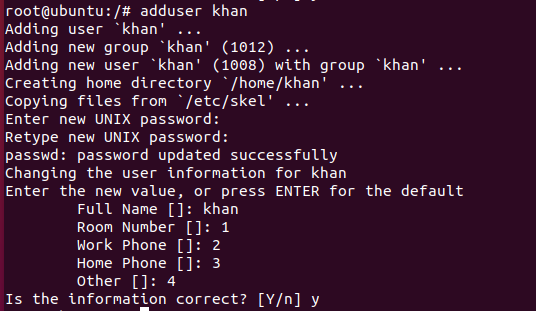 root@ubuntu:/# adduser khan
Adding user `khan' ...
Adding new group `khan' (1012) ...
Adding new user `khan' (1008) with group `khan' ...
Creating home directory `/home/khan' ...
Copying files from `/etc/skel' ...
Enter new UNIX password:
Retype new UNIX password:
passwd: password updated successfully
Changing the user information for khan
Enter the new value, or press ENTER for the default
Full Name []: khan
Room Number []: 1
Work Phone []: 2
Home Phone []: 3
Other []: 4
Is the information correct? [Y/n] y